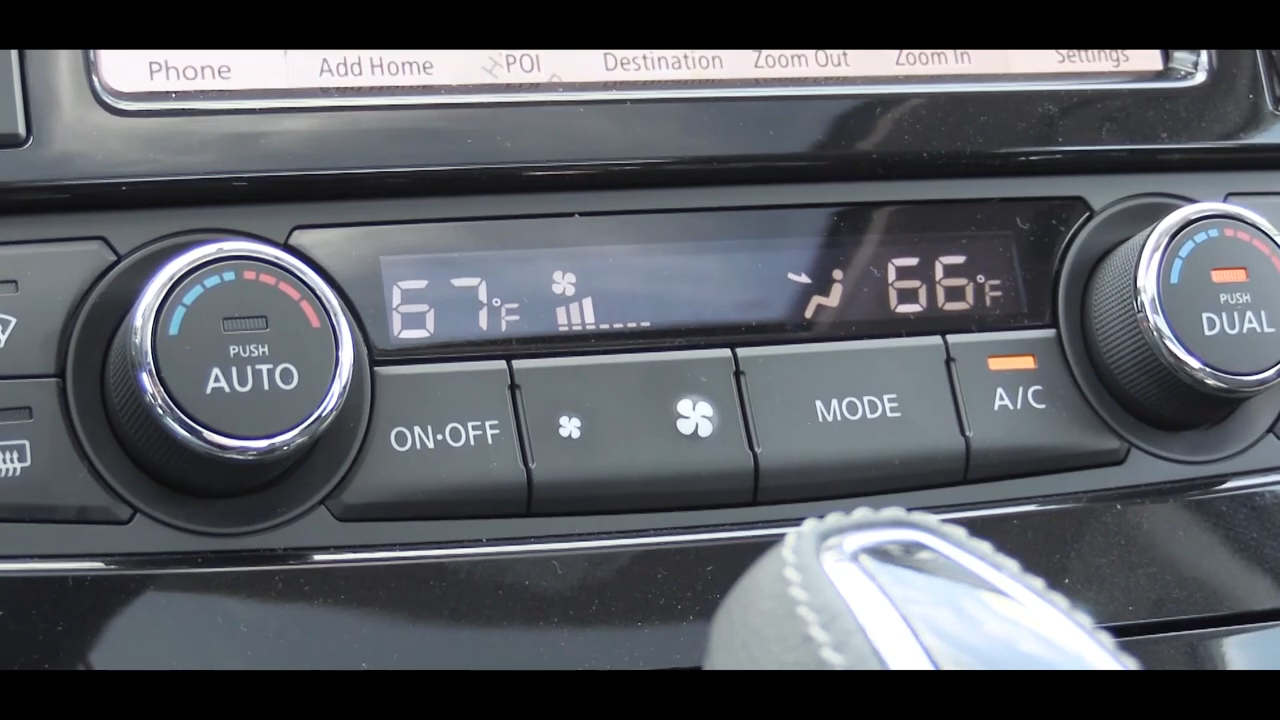 Phone Add Home POI Destination Zoom Out Zoom In Settings
67°F 66°F
PUSH
AUTO
PUSH
DUAL
ON·OFF MODE A/C